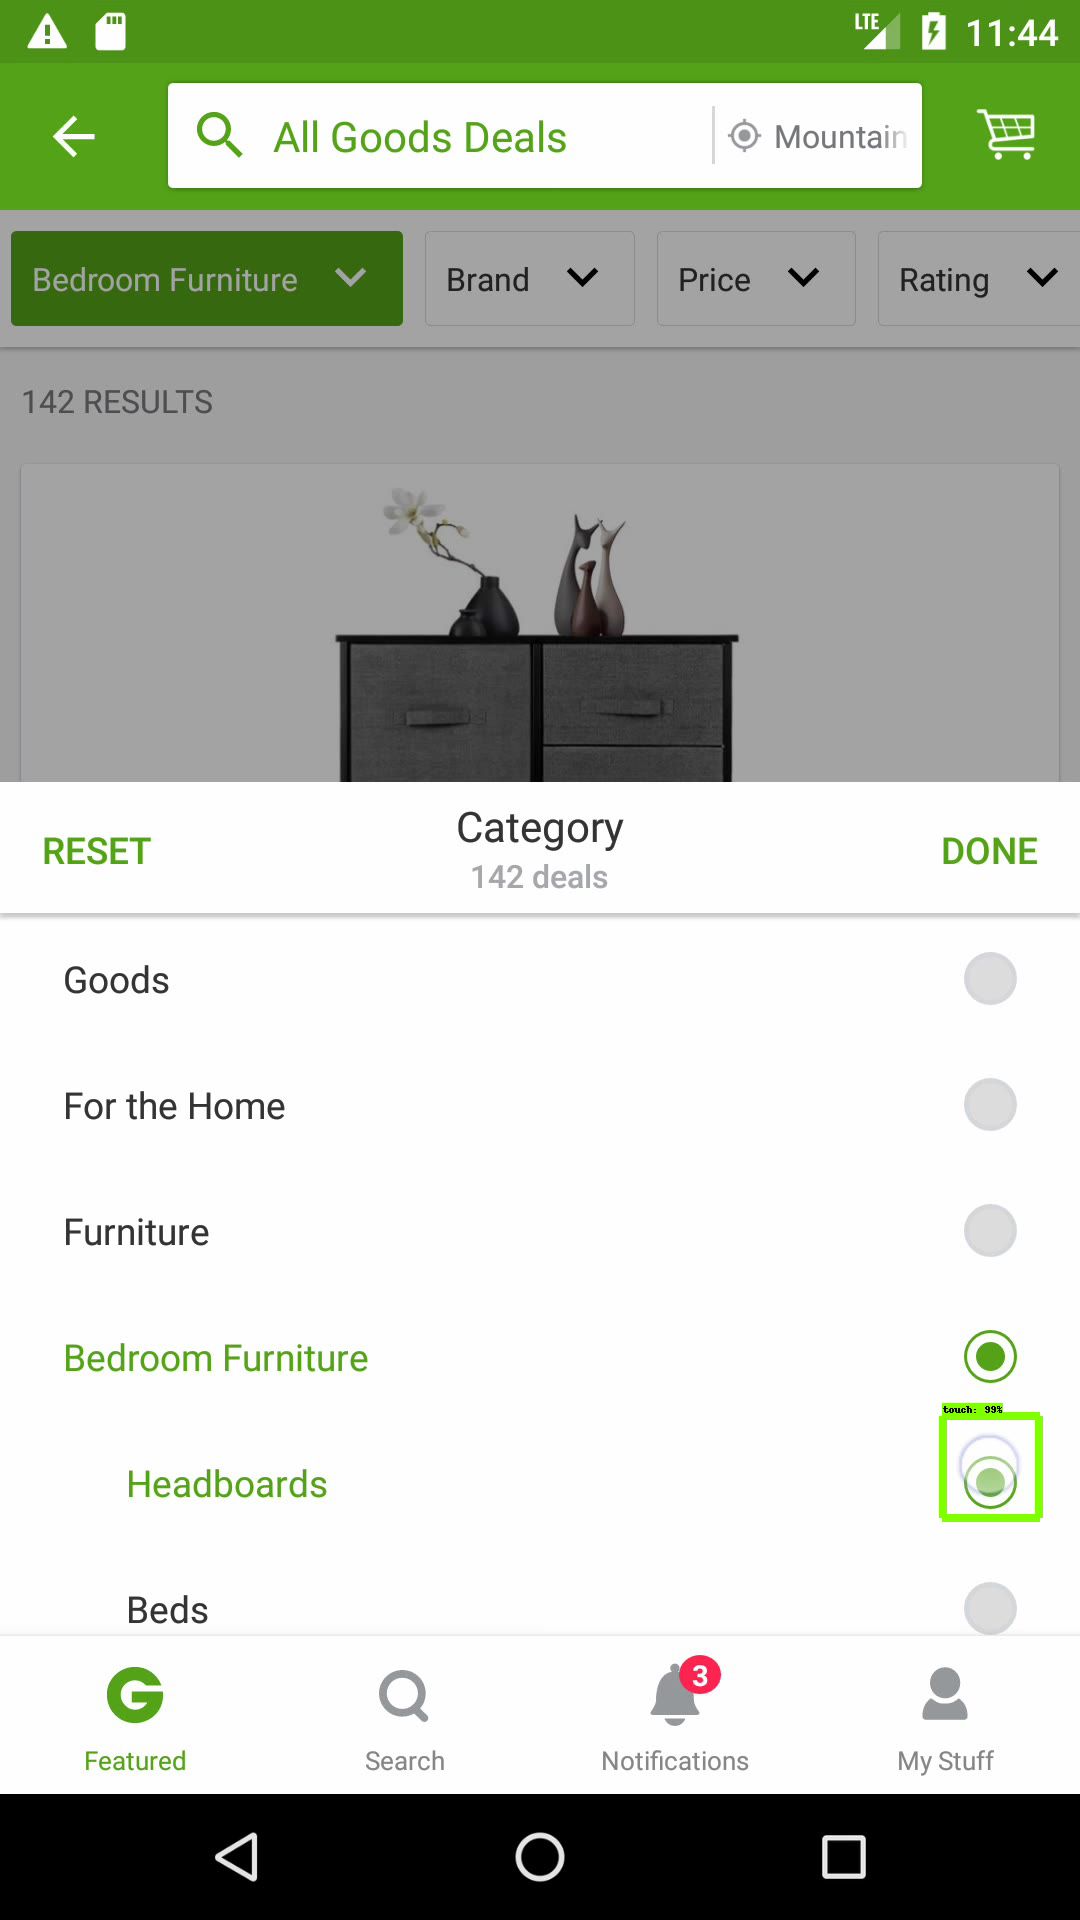 LTE 11:44
All Goods Deals Mountain
Bedroom Furniture Brand Price Rating
142 RESULTS
RESET Category DONE
142 deals
Goods
For the Home
Furniture
Bedroom Furniture
touch: 99%
Headboards
Beds
3
Featured Search Notifications My Stuff